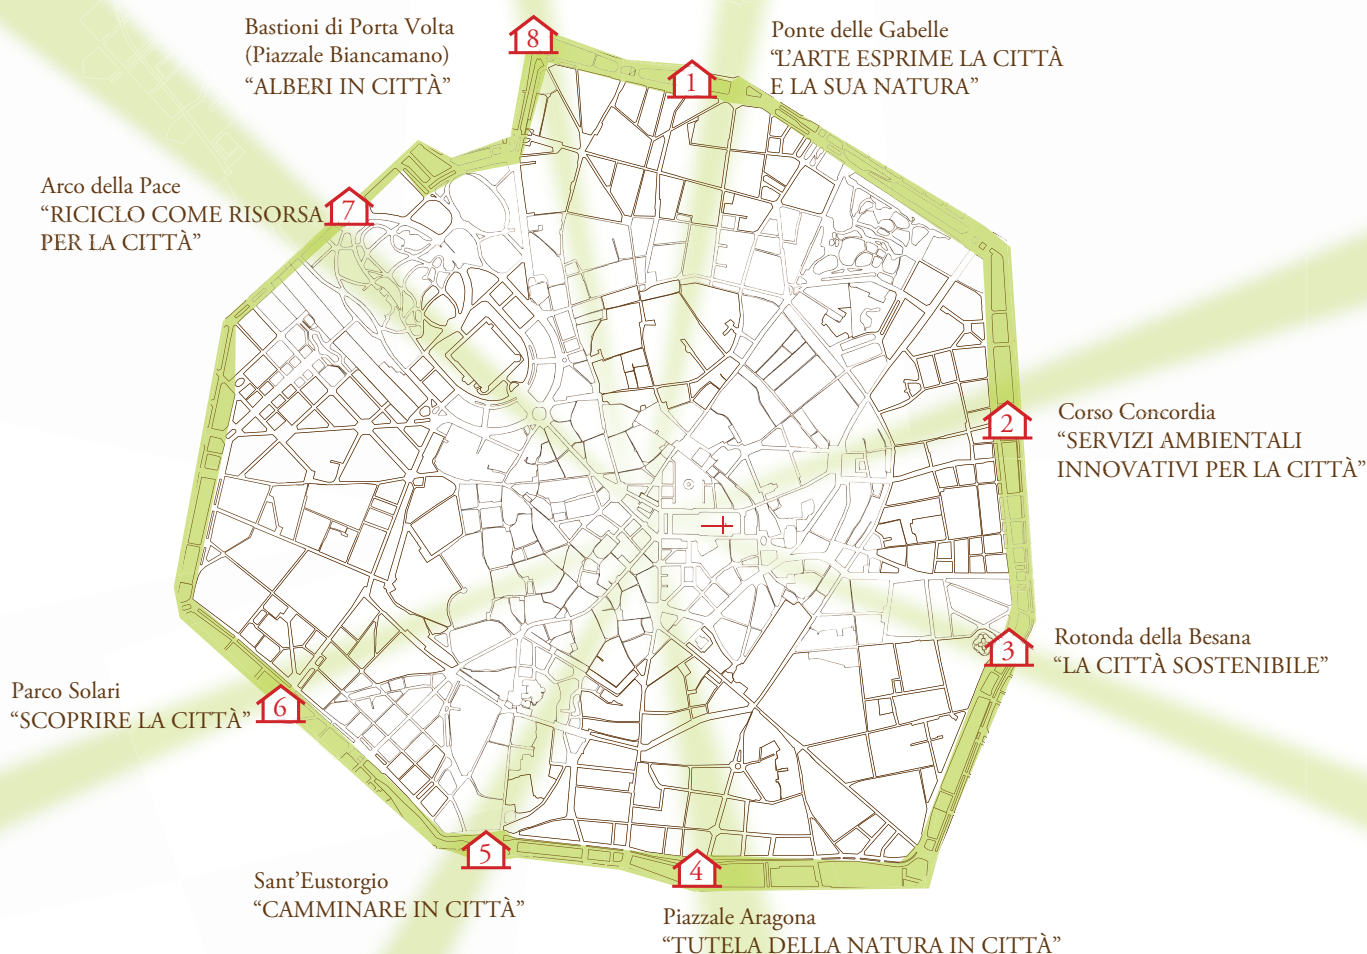 Bastioni di Porta Volta
(Piazzale Biancamano)
“ALBERI IN CITTÀ”
8
Ponte delle Gabelle
“L’ARTE ESPRIME LA CITTÀ
E LA SUA NATURA”
1
Arco della Pace
“RICICLO COME RISORSA
PER LA CITTÀ”
7
Corso Concordia
“SERVIZI AMBIENTALI
INNOVATIVI PER LA CITTÀ”
2
Rotonda della Besana
“LA CITTÀ SOSTENIBILE”
3
Parco Solari
“SCOPRIRE LA CITTÀ”
6
Sant’Eustorgio
“CAMMINARE IN CITTÀ”
5
Piazzale Aragona
“TUTELA DELLA NATURA IN CITTÀ”
4